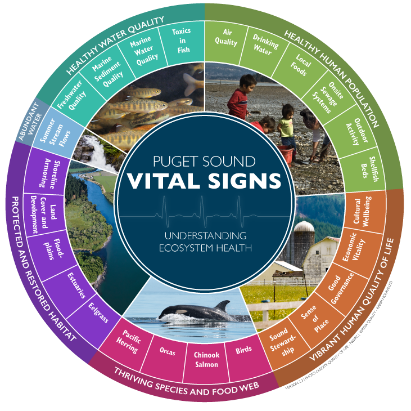 PUGET SOUND
VITAL SIGNS
UNDERSTANDING
ECOSYSTEM HEALTH
HEALTHY WATER QUALITY
Freshwater
Quality
Marine
Sediment
Quality
Marine
Water
Quality
Toxics
in
Fish
HEALTHY HUMAN POPULATION
Air
Quality
Drinking
Water
Local
Foods
Onsite
Sewage
Systems
Outdoor
Activity
Shellfish
Beds
VIBRANT HUMAN QUALITY OF LIFE
Cultural
Wellbeing
Economic
Vitality
Good
Governance
Sense
of
Place
Sound
Steward-
ship
THRIVING SPECIES AND FOOD WEB
Birds
Chinook
Salmon
Orcas
Pacific
Herring
PROTECTED AND RESTORED HABITAT
Eelgrass
Estuaries
Flood-
plains
Land
Cover and
Development
Shoreline
Armoring
ABUNDANT
WATER
Summer
Stream
Flows